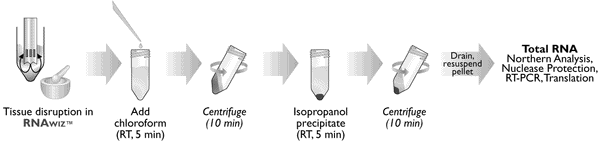 Tissue disruption in
RNAWIZ™
Add
chloroform
(RT, 5 min)
Centrifuge
(10 min)
Isopropanol
precipitate
(RT, 5 min)
Centrifuge
(10 min)
Drain,
resuspend
pellet
Total RNA
Northern Analysis,
Nuclease Protection,
RT-PCR, Translation